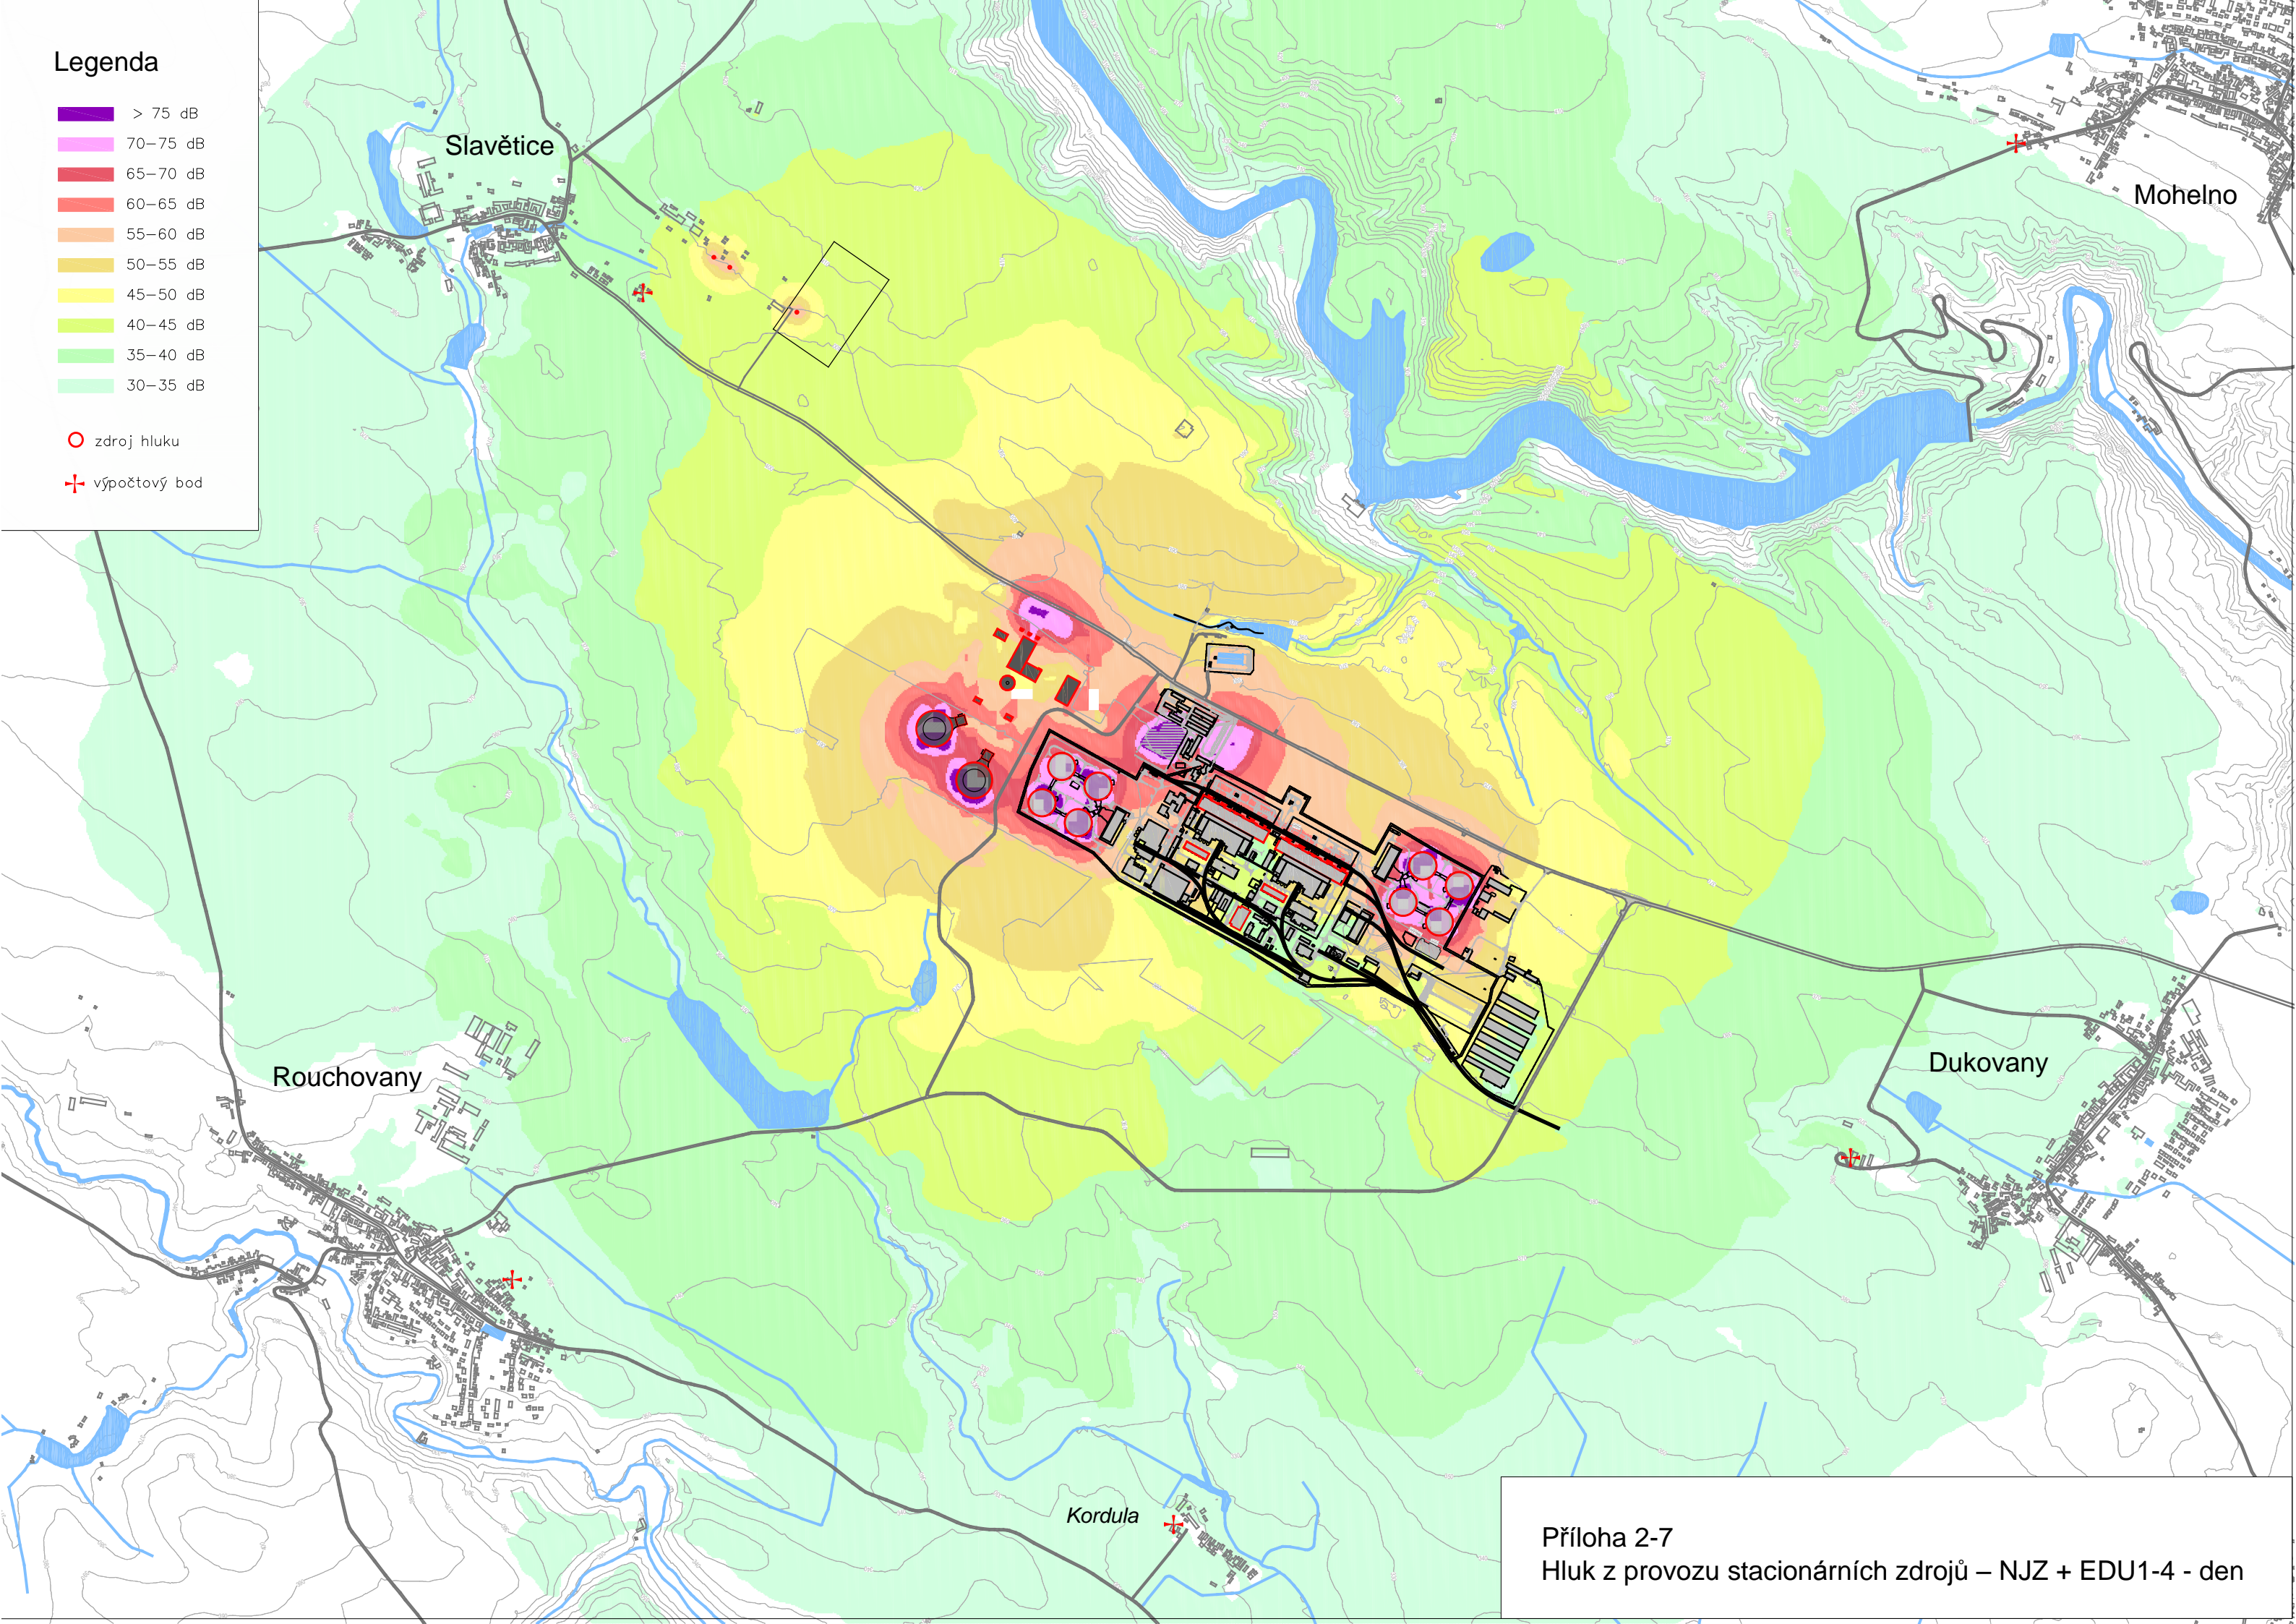 Legenda
> 75 dB
70–75 dB
65–70 dB
60–65 dB
55–60 dB
50–55 dB
45–50 dB
40–45 dB
35–40 dB
30–35 dB
zdroj hluku
výpočtový bod
Slavětice
Mohelno
Rouchovany
Dukovany
Kordula
Příloha 2-7
Hluk z provozu stacionárních zdrojů – NJZ + EDU1-4 - den